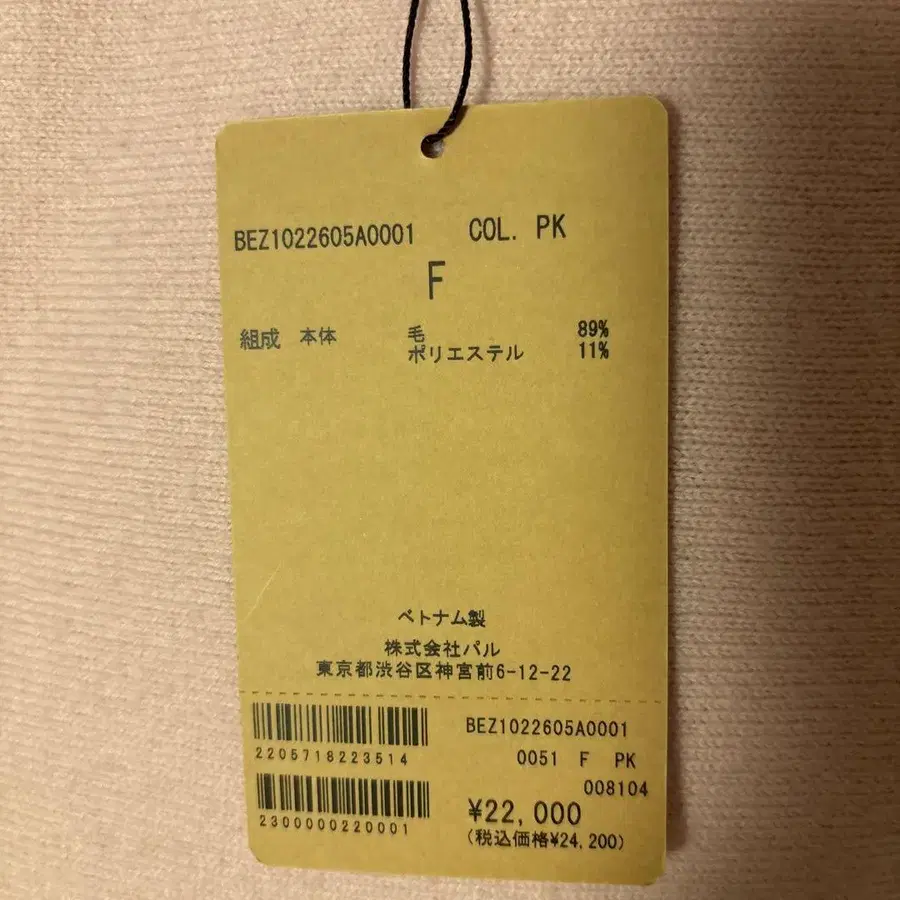 BEZ1022605A0001 COL. PK
F
組成 本体 毛 89%
ポリエステル 11%
ベトナム製
株式会社パル
東京都渋谷区神宮前6-12-22
2205718223514
2300000220001
BEZ1022605A0001
0051 F PK
008104
¥22,000
(税込価格¥24,200)